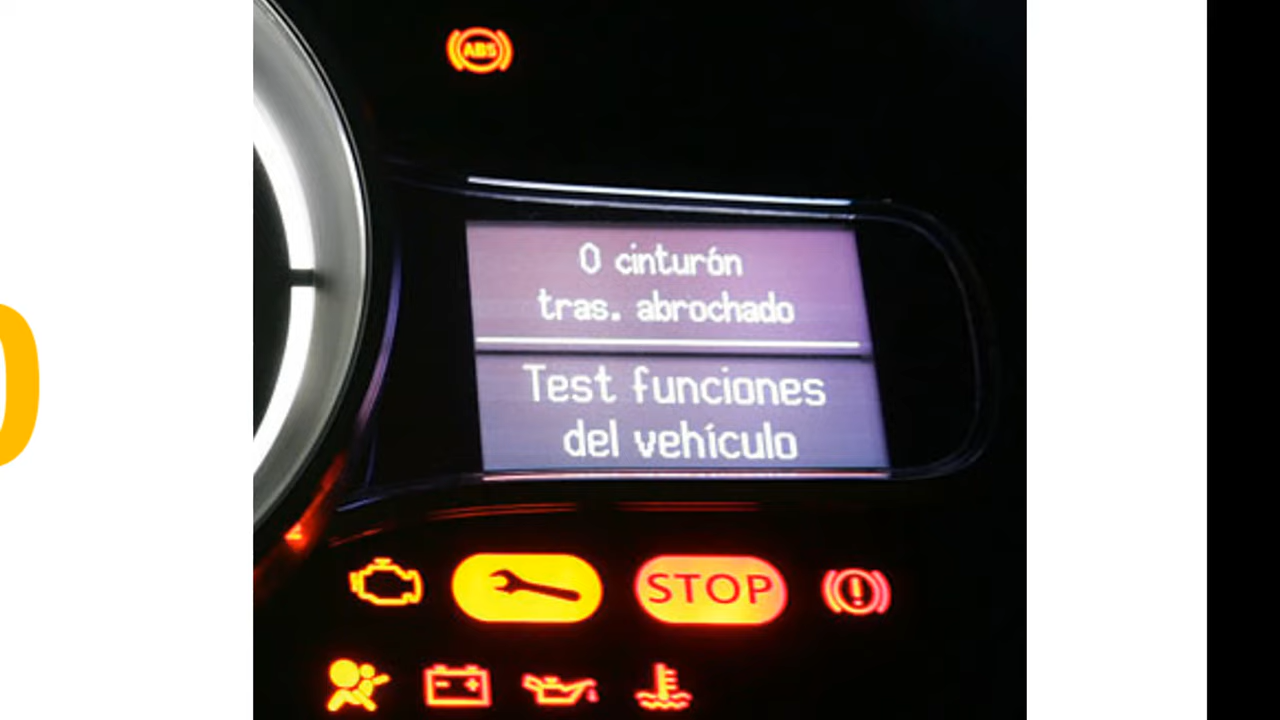 ABS
0 cinturón
tras. abrochado
Test funciones
del vehículo
STOP